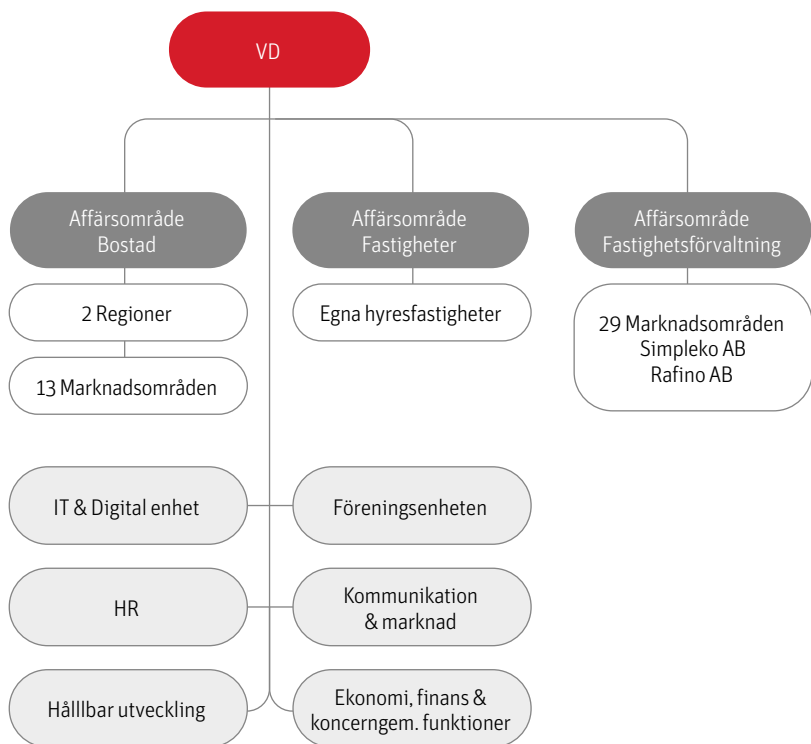 VD
Affärsområde
Bostad
Affärsområde
Fastigheter
Affärsområde
Fastighetsförvaltning
2 Regioner
Egna hyresfastigheter
29 Marknadsområden
Simpleko AB
Rafino AB
13 Marknadsområden
IT & Digital enhet
Föreningsenheten
HR
Kommunikation
& marknad
Hålllbar utveckling
Ekonomi, finans &
koncerngem. funktioner